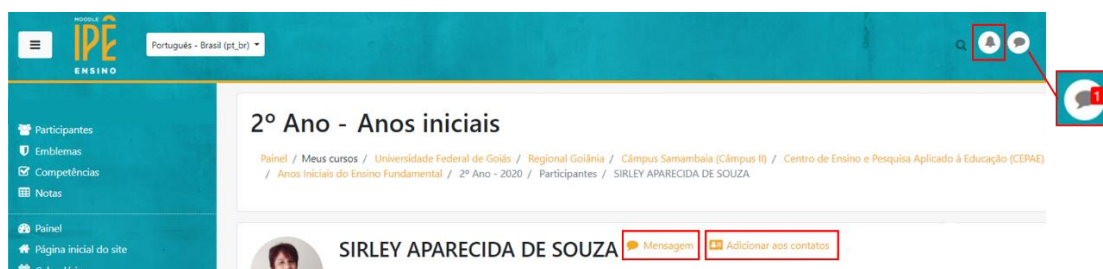 MOODLE
IPÊ
ENSINO
Português - Brasil (pt_br)
1
Participantes
Emblemas
Competências
Notas
Painel
Página inicial do site
2º Ano - Anos iniciais
Painel / Meus cursos / Universidade Federal de Goiás / Regional Goiânia / Câmpus Samambaia (Câmpus II) / Centro de Ensino e Pesquisa Aplicado à Educação (CEPAE)
/ Anos Iniciais do Ensino Fundamental / 2º Ano - 2020 / Participantes / SIRLEY APARECIDA DE SOUZA
SIRLEY APARECIDA DE SOUZA Mensagem Adicionar aos contatos